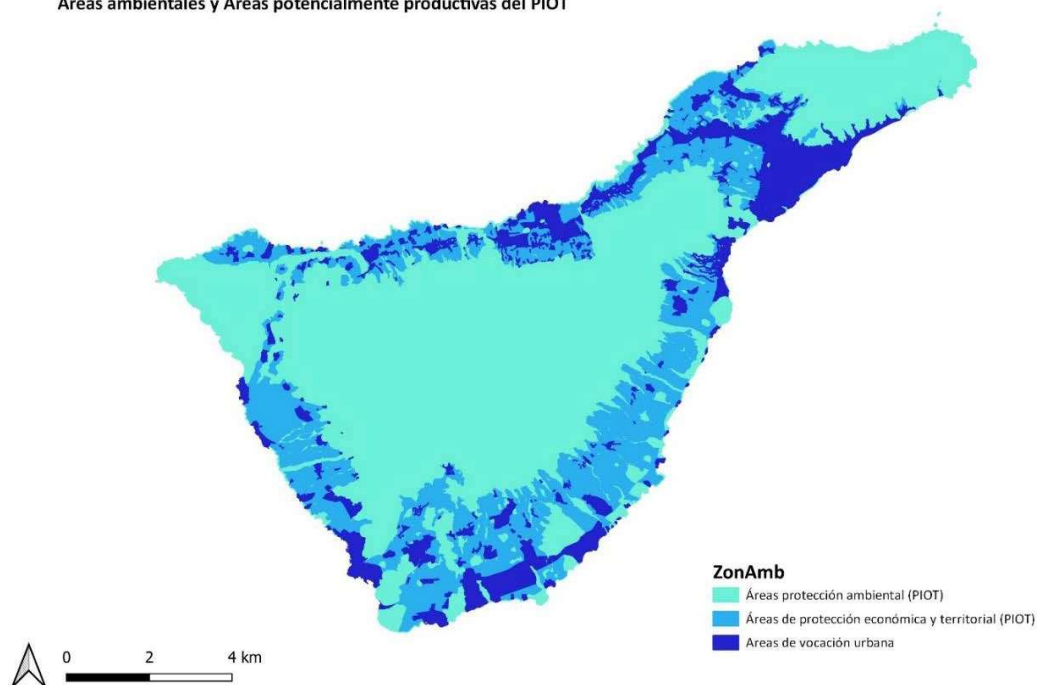 Áreas ambientales y Áreas potencialmente productivas del PIOT
ZonAmb
Áreas protección ambiental (PIOT)
Áreas de protección económica y territorial (PIOT)
Areas de vocación urbana
0 2 4 km